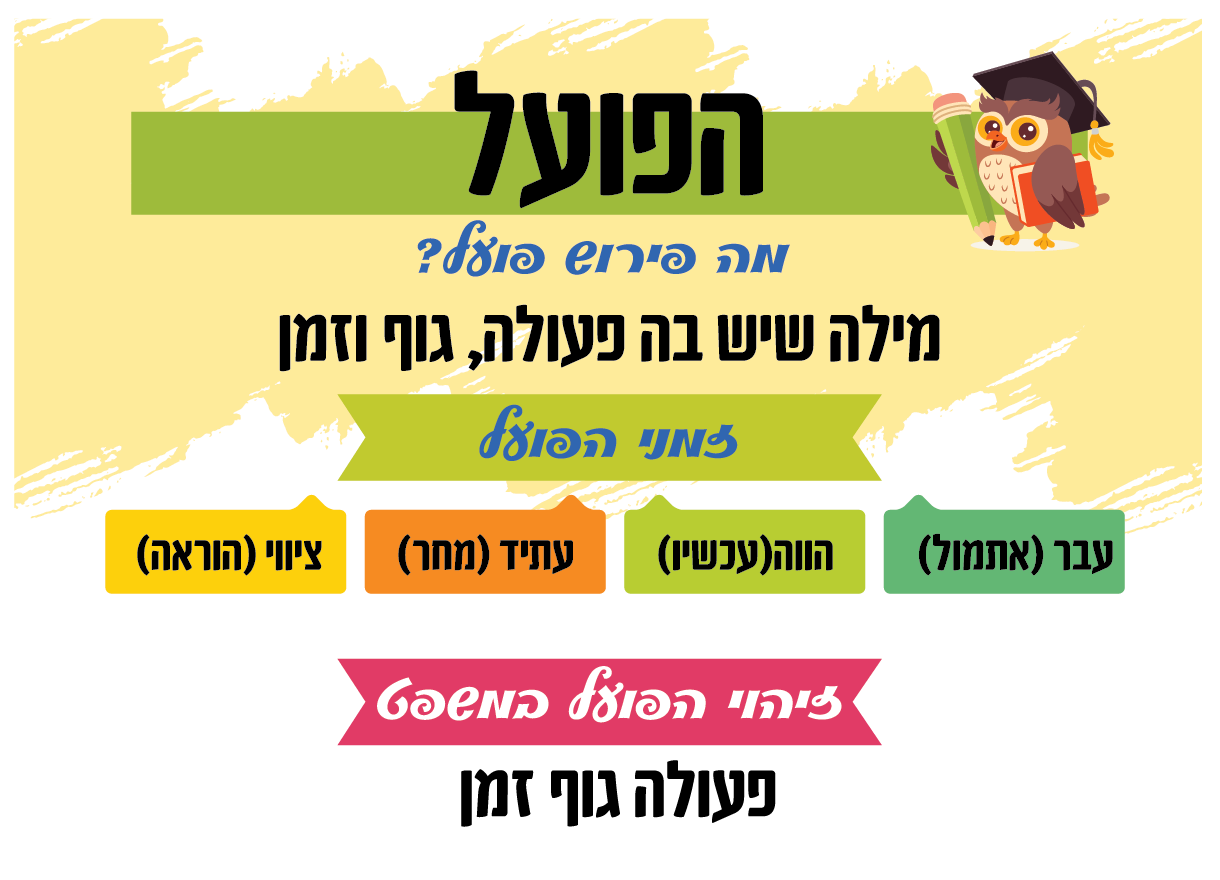 הפועל
מה פירוש פועל?
מילה שיש בה פעולה, גוף וזמן
זמני הפועל
עבר (אתמול)
הווה(עכשיו)
עתיד (מחר)
ציווי (הוראה)
זיהוי הפועל במשפט
פעולה גוף זמן